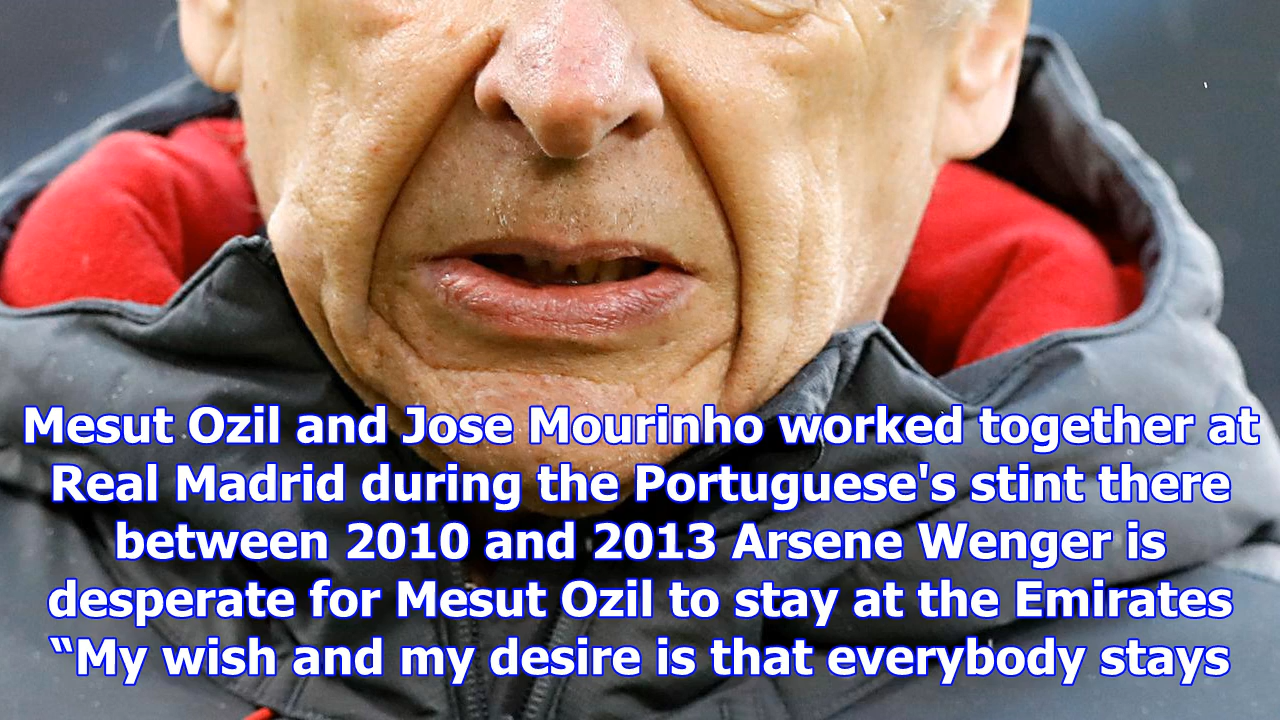 Mesut Ozil and Jose Mourinho worked together at
Real Madrid during the Portuguese's stint there
between 2010 and 2013 Arsene Wenger is
desperate for Mesut Ozil to stay at the Emirates
“My wish and my desire is that everybody stays